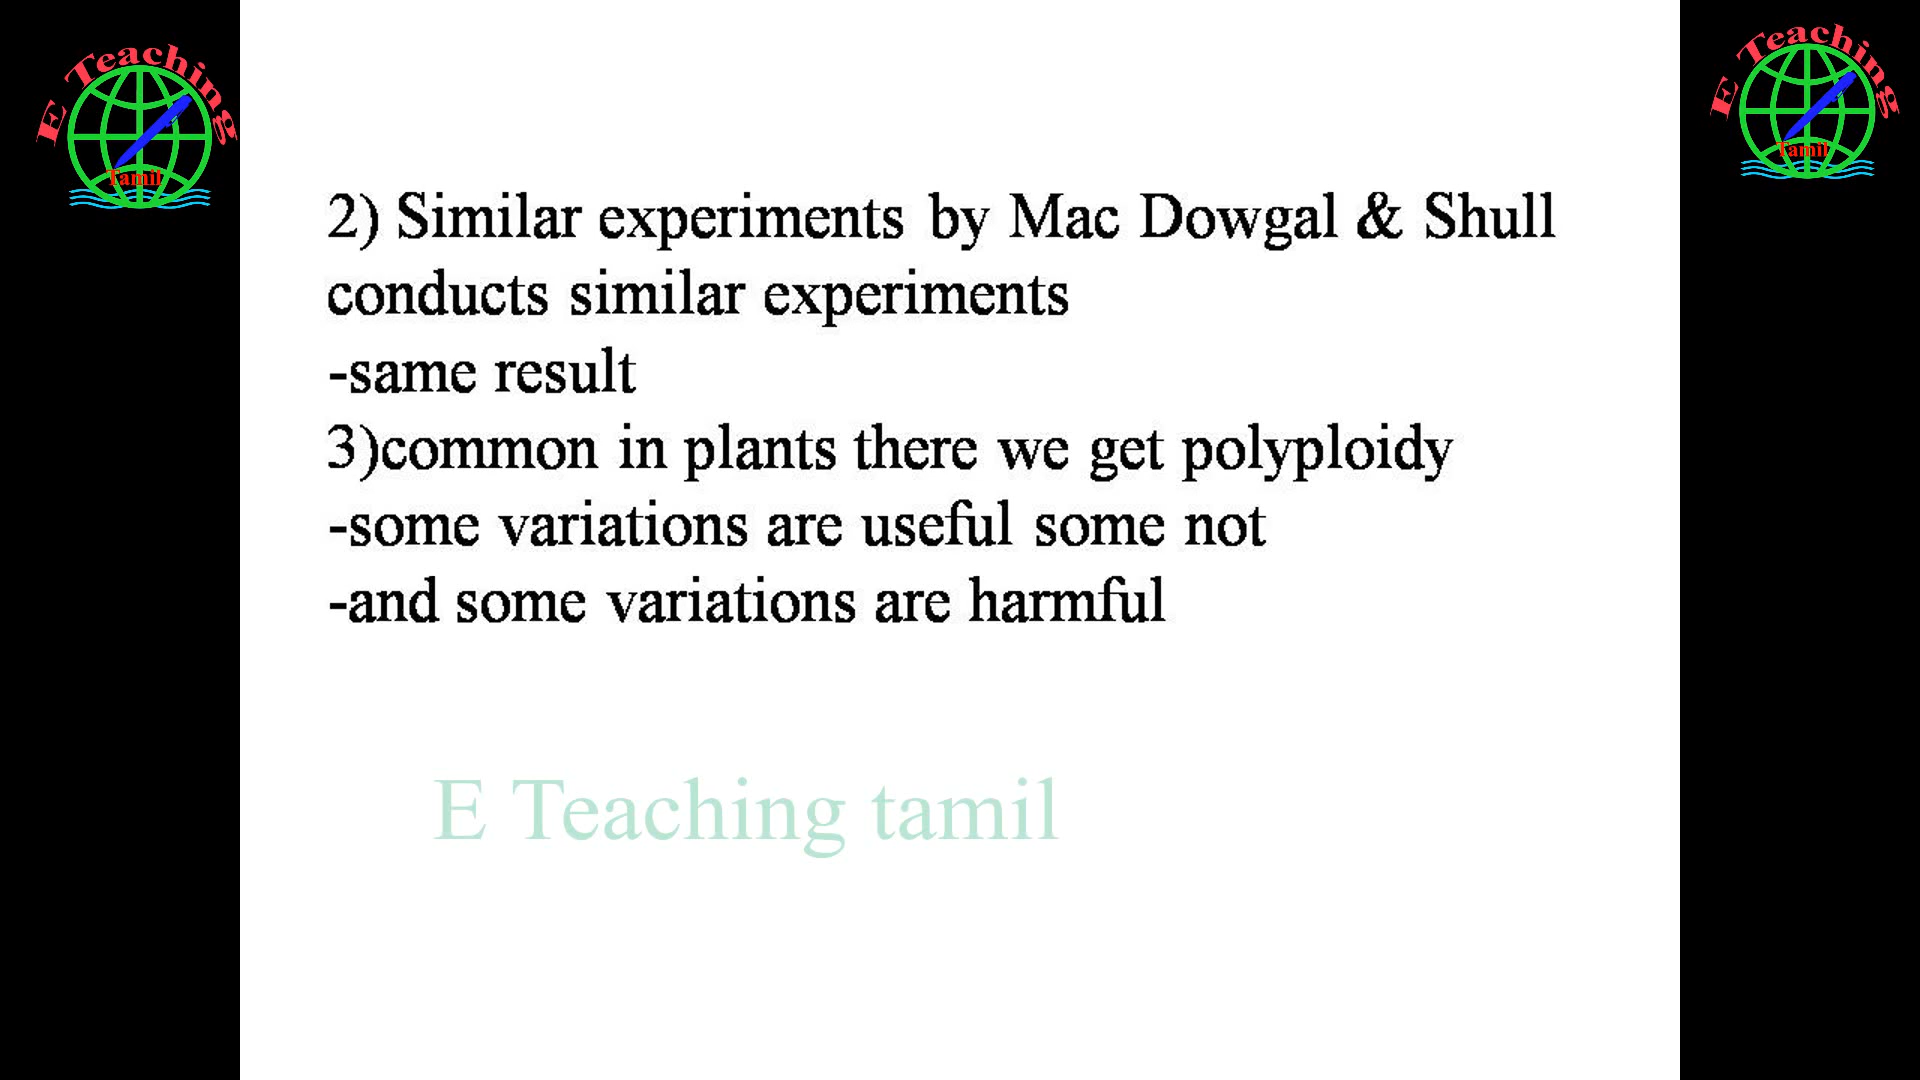 E Teaching
Tamil
E Teaching
Tamil
2) Similar experiments by Mac Dowgal & Shull
conducts similar experiments
-same result
3)common in plants there we get polyploidy
-some variations are useful some not
-and some variations are harmful
E Teaching tamil